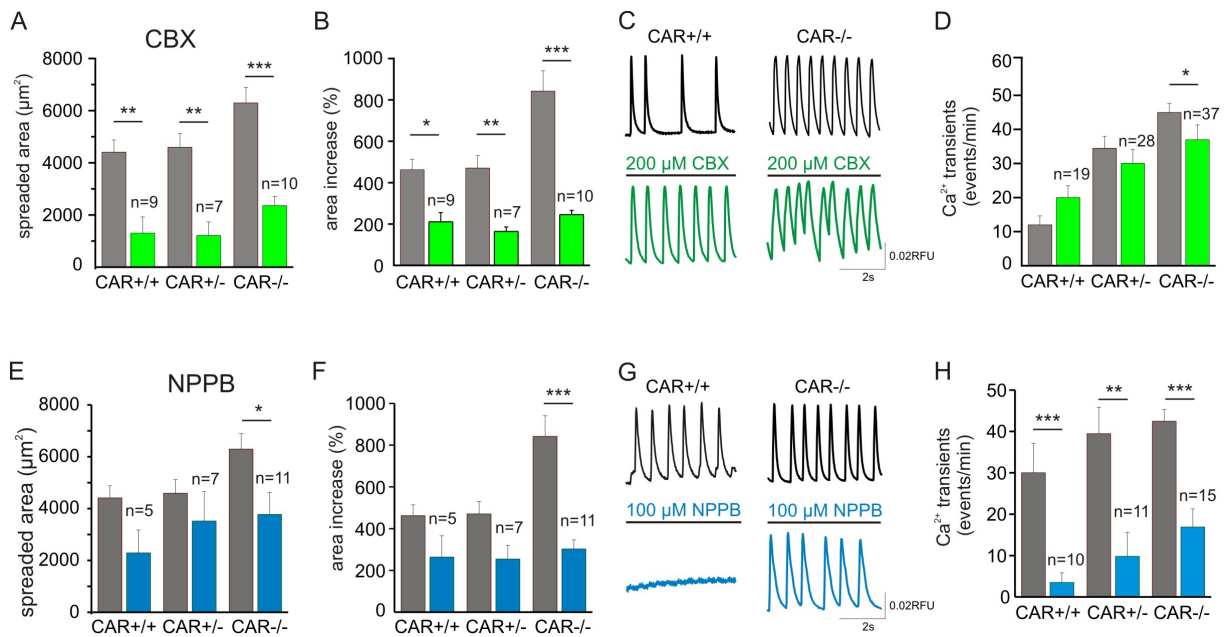 A
CBX
spreaded area (µm²)
8000
6000
4000
2000
0
**
**
***
n=9
n=7
n=10
CAR+/+ CAR+/- CAR-/-
B
area increase (%)
1000
800
600
400
200
0
*
**
***
n=9
n=7
n=10
CAR+/+ CAR+/- CAR-/-
C
CAR+/+ CAR-/-
200 µM CBX 200 µM CBX
0.02RFU
2s
D
Ca²⁺ transients
(events/min)
60
50
40
30
20
10
0
*
n=19
n=28
n=37
CAR+/+ CAR+/- CAR-/-
E
NPPB
spreaded area (µm²)
8000
6000
4000
2000
0
*
n=5
n=7
n=11
CAR+/+ CAR+/- CAR-/-
F
area increase (%)
1000
800
600
400
200
0
***
n=5
n=7
n=11
CAR+/+ CAR+/- CAR-/-
G
CAR+/+ CAR-/-
100 µM NPPB 100 µM NPPB
0.02RFU
2s
H
Ca²⁺ transients
(events/min)
50
40
30
20
10
0
***
**
***
n=10
n=11
n=15
CAR+/+ CAR+/- CAR-/-